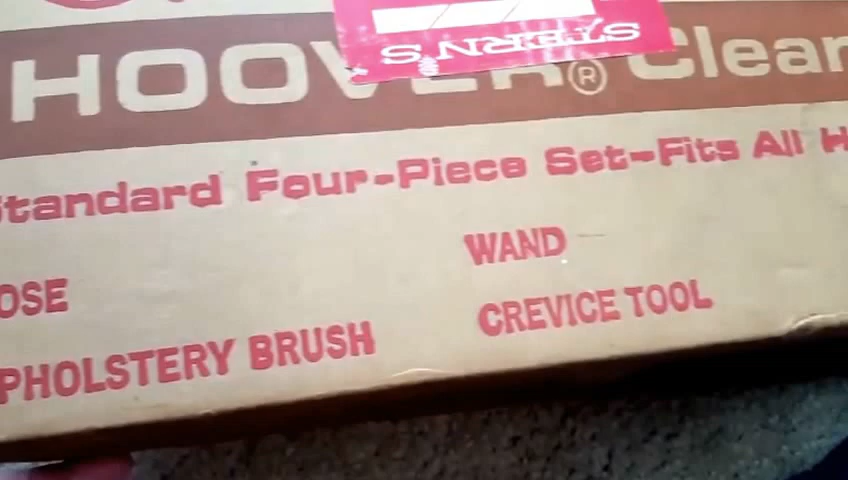 STERN'S
HOOVER® Clean
Standard Four-Piece Set-Fits All H
OSE
WAND
PHOLSTERY BRUSH
CREVICE TOOL